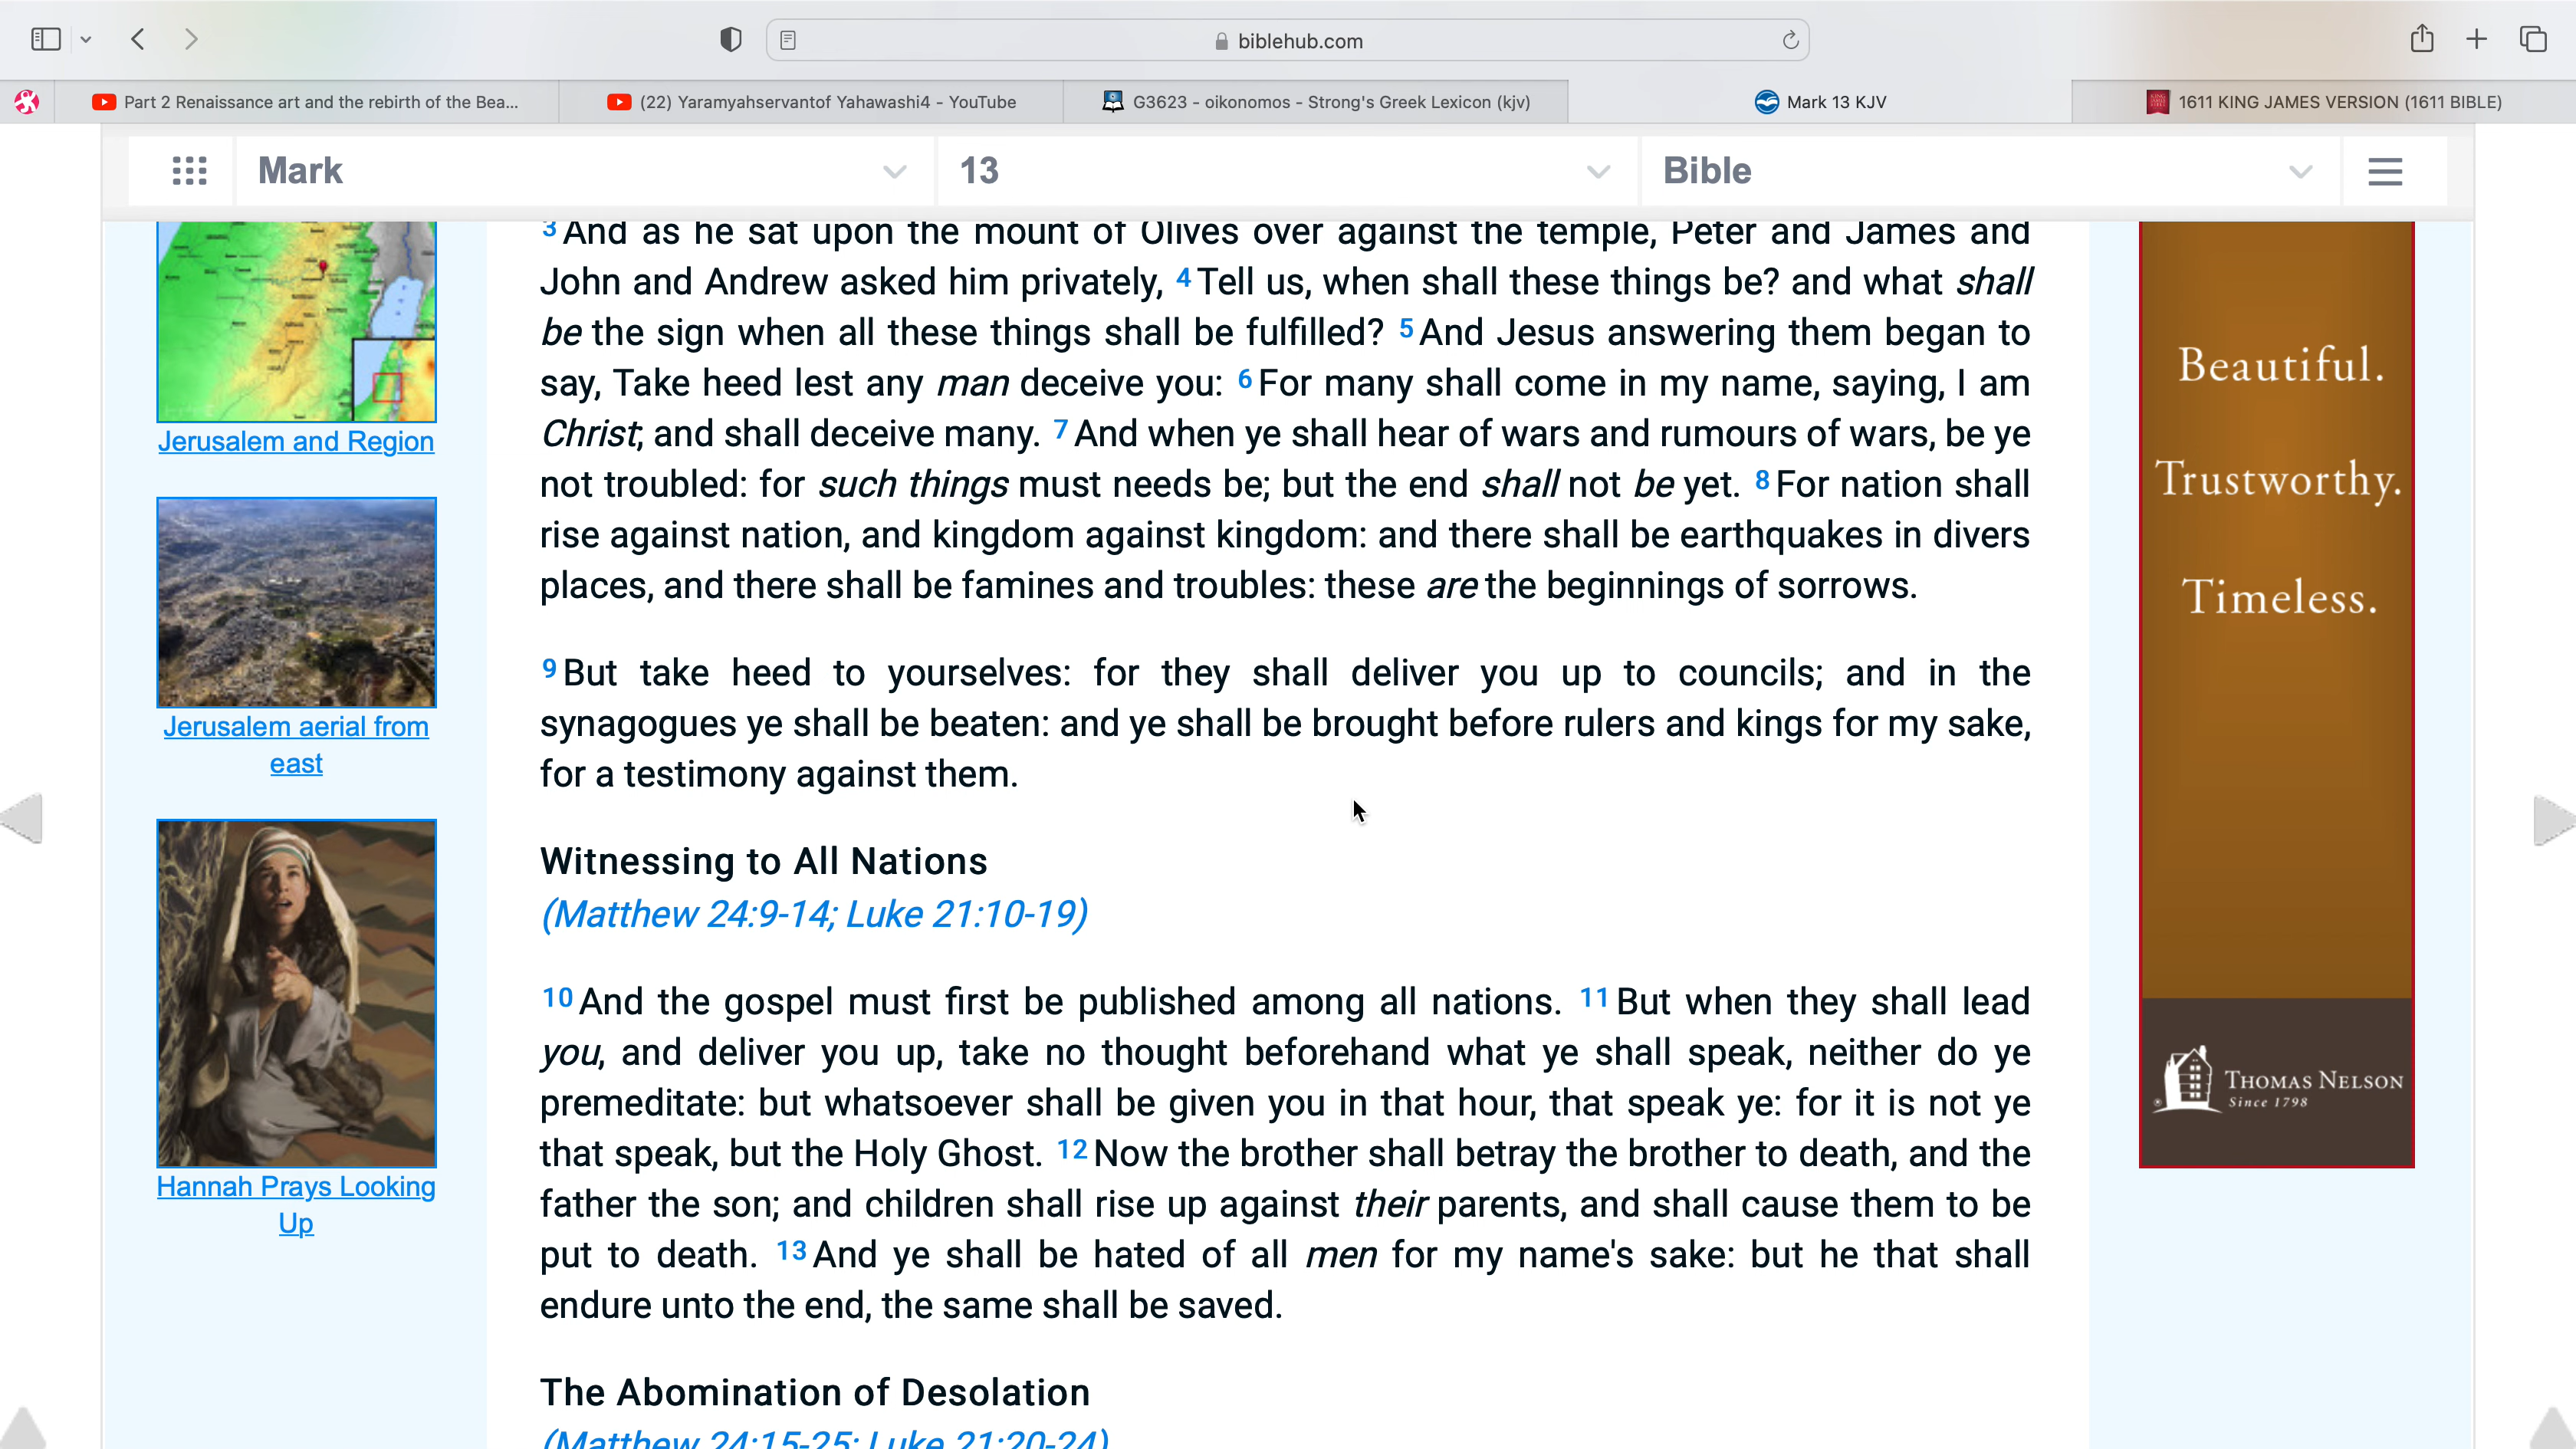 biblehub.com
Part 2 Renaissance art and the rebirth of the Bea...
(22) Yaramyahservantof Yahawashi4 - YouTube
G3623 - oikonomos - Strong's Greek Lexicon (kjv)
Mark 13 KJV
1611 KING JAMES VERSION (1611 BIBLE)
Mark
13
Bible
3 And as he sat upon the mount of Olives over against the temple, Peter and James and
John and Andrew asked him privately, 4 Tell us, when shall these things be? and what shall
be the sign when all these things shall be fulfilled? 5 And Jesus answering them began to
say, Take heed lest any man deceive you: 6 For many shall come in my name, saying, I am
Christ; and shall deceive many. 7 And when ye shall hear of wars and rumours of wars, be ye
not troubled: for such things must needs be; but the end shall not be yet. 8 For nation shall
rise against nation, and kingdom against kingdom: and there shall be earthquakes in divers
places, and there shall be famines and troubles: these are the beginnings of sorrows.
9 But take heed to yourselves: for they shall deliver you up to councils; and in the
synagogues ye shall be beaten: and ye shall be brought before rulers and kings for my sake,
for a testimony against them.
Witnessing to All Nations
(Matthew 24:9-14; Luke 21:10-19)
10 And the gospel must first be published among all nations. 11 But when they shall lead
you, and deliver you up, take no thought beforehand what ye shall speak, neither do ye
premeditate: but whatsoever shall be given you in that hour, that speak ye: for it is not ye
that speak, but the Holy Ghost. 12 Now the brother shall betray the brother to death, and the
father the son; and children shall rise up against their parents, and shall cause them to be
put to death. 13 And ye shall be hated of all men for my name's sake: but he that shall
endure unto the end, the same shall be saved.
The Abomination of Desolation
(Matthew 24:15-25; Luke 21:20-24)
Jerusalem and Region
Jerusalem aerial from
east
Hannah Prays Looking
Up
Beautiful.
Trustworthy.
Timeless.
THOMAS NELSON
Since 1798